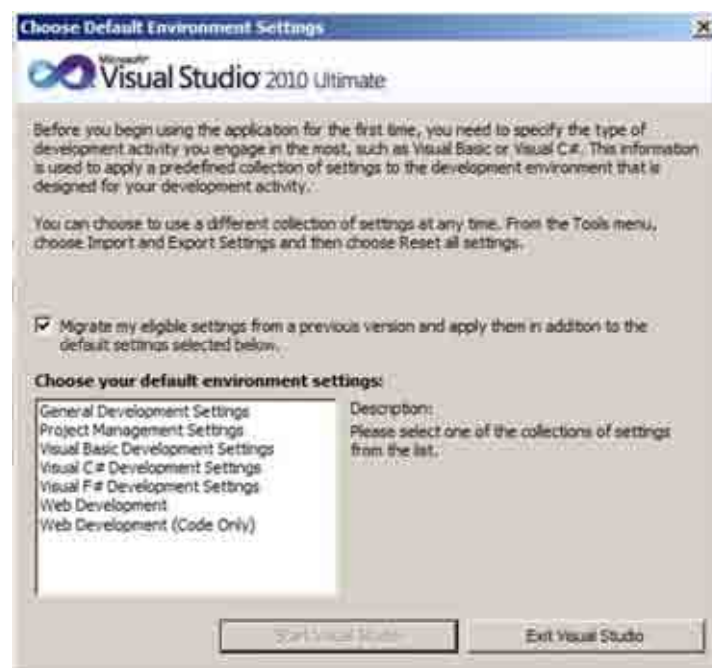 Choose Default Environment Settings
Microsoft
Visual Studio 2010 Ultimate
Before you begin using the application for the first time, you need to specify the type of
development activity you engage in the most, such as Visual Basic or Visual C#. This information
is used to apply a predefined collection of settings to the development environment that is
designed for your development activity.
You can choose to use a different collection of settings at any time. From the Tools menu,
choose Import and Export Settings and then choose Reset all settings.
Migrate my eligible settings from a previous version and apply them in addition to the
default settings selected below.
Choose your default environment settings:
General Development Settings
Project Management Settings
Visual Basic Development Settings
Visual C# Development Settings
Visual F# Development Settings
Web Development
Web Development (Code Only)
Description:
Please select one of the collections of settings
from the list.
Start Visual Studio
Exit Visual Studio